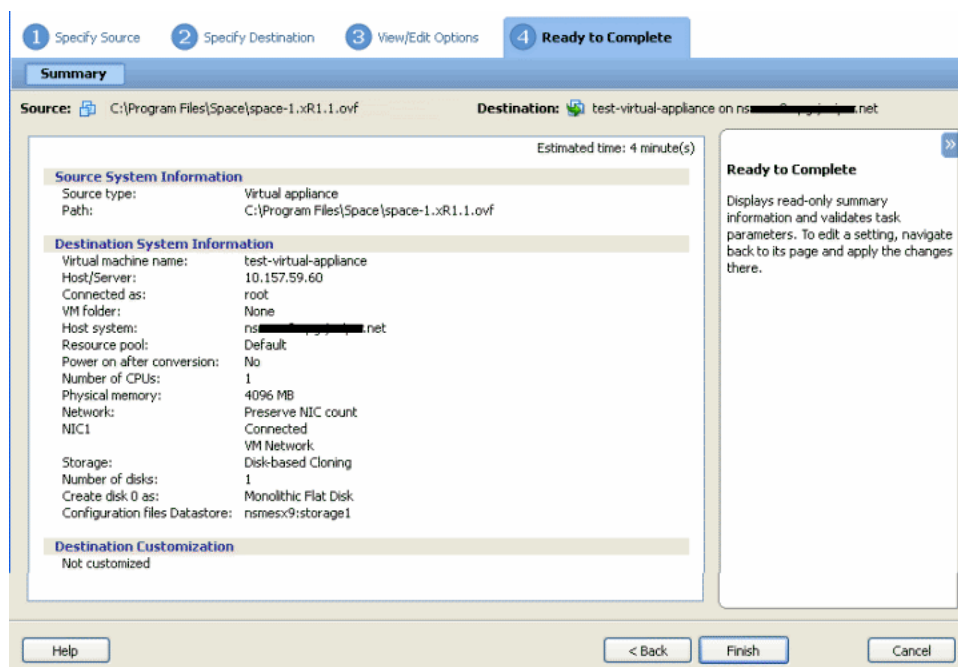 1 Specify Source 2 Specify Destination 3 View/Edit Options 4 Ready to Complete
Summary
Source: C:\Program Files\Space\space-1.xR1.1.ovf Destination: test-virtual-appliance on ns .net
Estimated time: 4 minute(s)
Source System Information
Source type: Virtual appliance
Path: C:\Program Files\Space\space-1.xR1.1.ovf
Destination System Information
Virtual machine name: test-virtual-appliance
Host/Server: 10.157.59.60
Connected as: root
VM folder: None
Host system: ns .net
Resource pool: Default
Power on after conversion: No
Number of CPUs: 1
Physical memory: 4096 MB
Network: Preserve NIC count
NIC1 Connected
VM Network
Storage: Disk-based Cloning
Number of disks: 1
Create disk 0 as: Monolithic Flat Disk
Configuration files Datastore: nsmesx9:storage1
Destination Customization
Not customized
»
Ready to Complete
Displays read-only summary
information and validates task
parameters. To edit a setting, navigate
back to its page and apply the changes
there.
Help < Back Finish Cancel